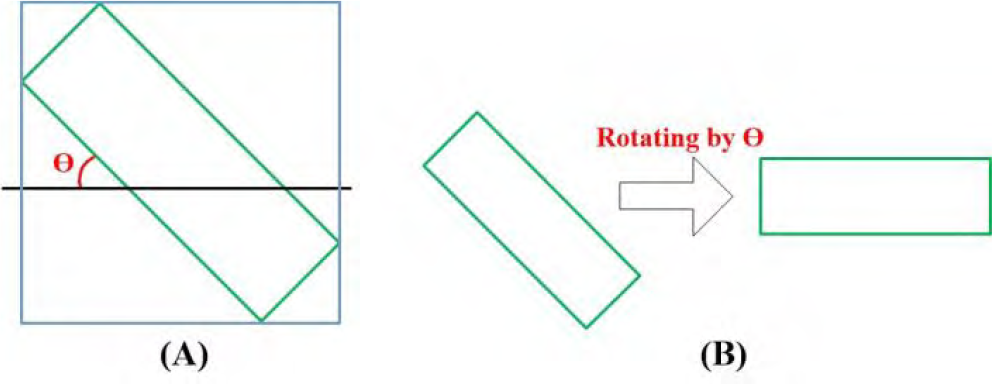 Ɵ
Rotating by Ɵ
(A)
(B)